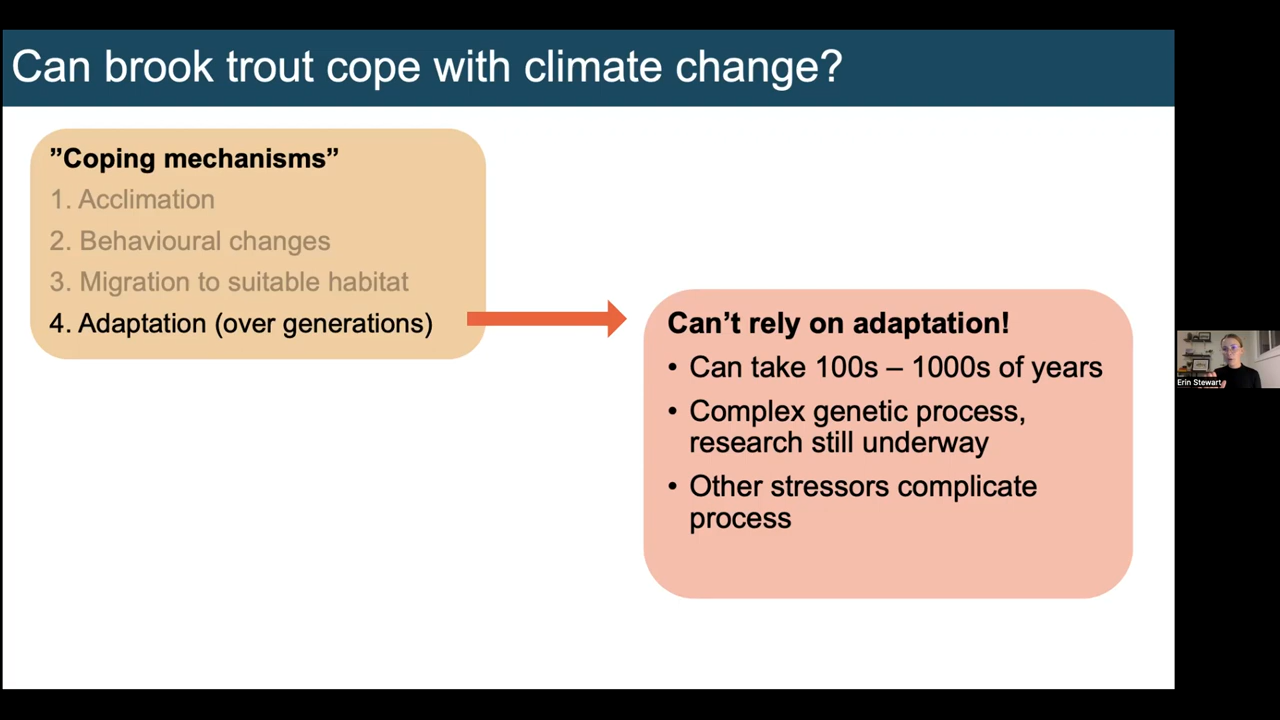 Can brook trout cope with climate change?
”Coping mechanisms”
1. Acclimation
2. Behavioural changes
3. Migration to suitable habitat
4. Adaptation (over generations)
Can’t rely on adaptation!
• Can take 100s – 1000s of years
• Complex genetic process,
research still underway
• Other stressors complicate
process
Erin Stewart